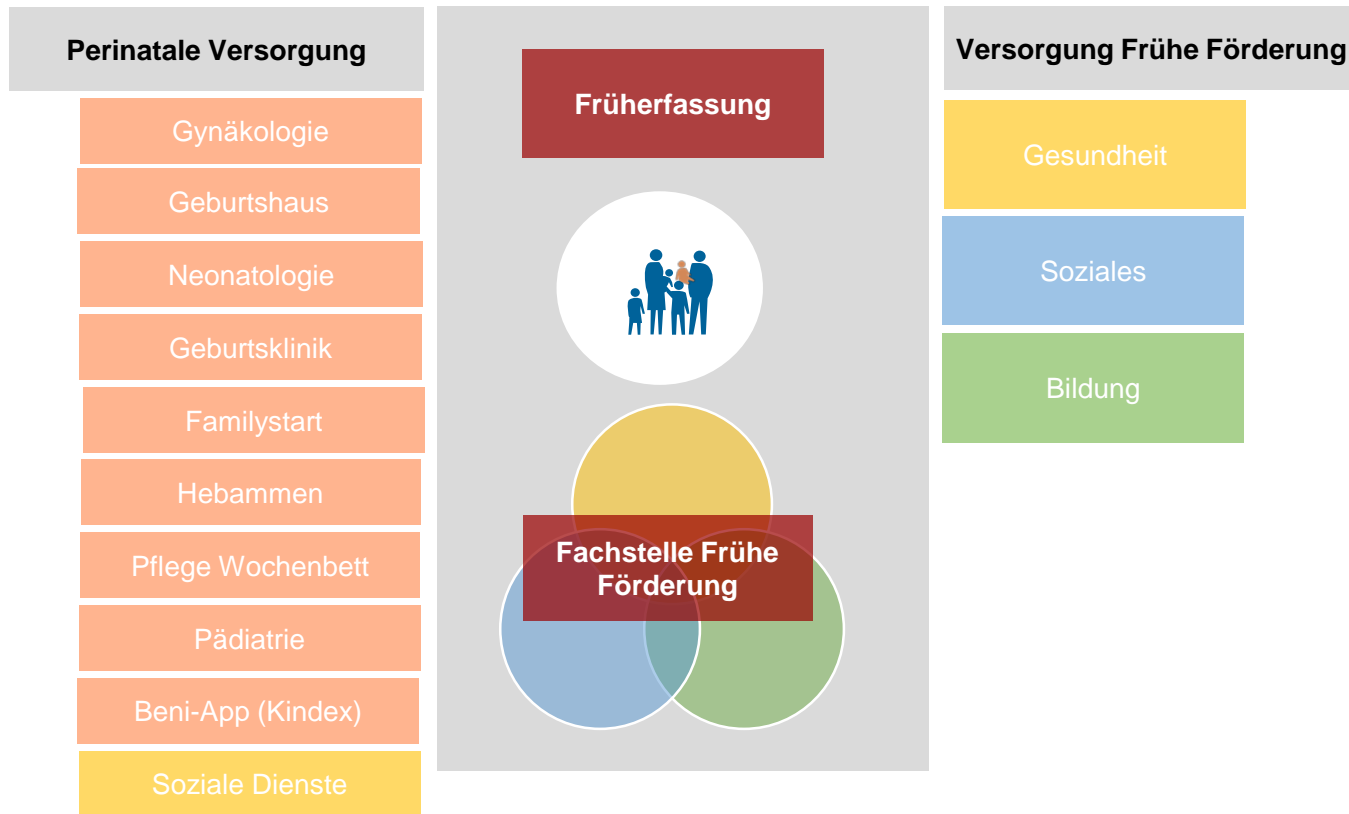 Perinatale Versorgung
Gynäkologie
Geburtshaus
Neonatologie
Geburtsklinik
Familystart
Hebammen
Pflege Wochenbett
Pädiatrie
Beni-App (Kindex)
Soziale Dienste
Früherfassung
Fachstelle Frühe
Förderung
Versorgung Frühe Förderung
Gesundheit
Soziales
Bildung